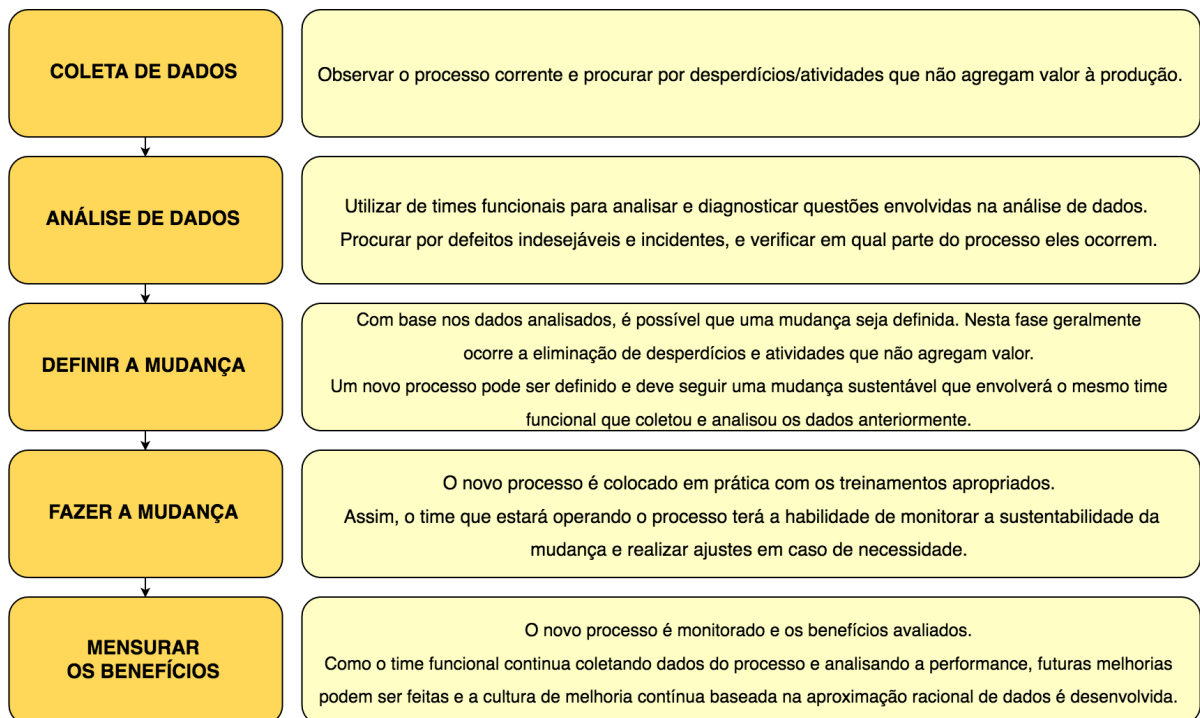 COLETA DE DADOS
Observar o processo corrente e procurar por desperdícios/atividades que não agregam valor à produção.
ANÁLISE DE DADOS
Utilizar de times funcionais para analisar e diagnosticar questões envolvidas na análise de dados.
Procurar por defeitos indesejáveis e incidentes, e verificar em qual parte do processo eles ocorrem.
DEFINIR A MUDANÇA
Com base nos dados analisados, é possível que uma mudança seja definida. Nesta fase geralmente
ocorre a eliminação de desperdícios e atividades que não agregam valor.
Um novo processo pode ser definido e deve seguir uma mudança sustentável que envolverá o mesmo time
funcional que coletou e analisou os dados anteriormente.
FAZER A MUDANÇA
O novo processo é colocado em prática com os treinamentos apropriados.
Assim, o time que estará operando o processo terá a habilidade de monitorar a sustentabilidade da
mudança e realizar ajustes em caso de necessidade.
MENSURAR
OS BENEFÍCIOS
O novo processo é monitorado e os benefícios avaliados.
Como o time funcional continua coletando dados do processo e analisando a performance, futuras melhorias
podem ser feitas e a cultura de melhoria contínua baseada na aproximação racional de dados é desenvolvida.